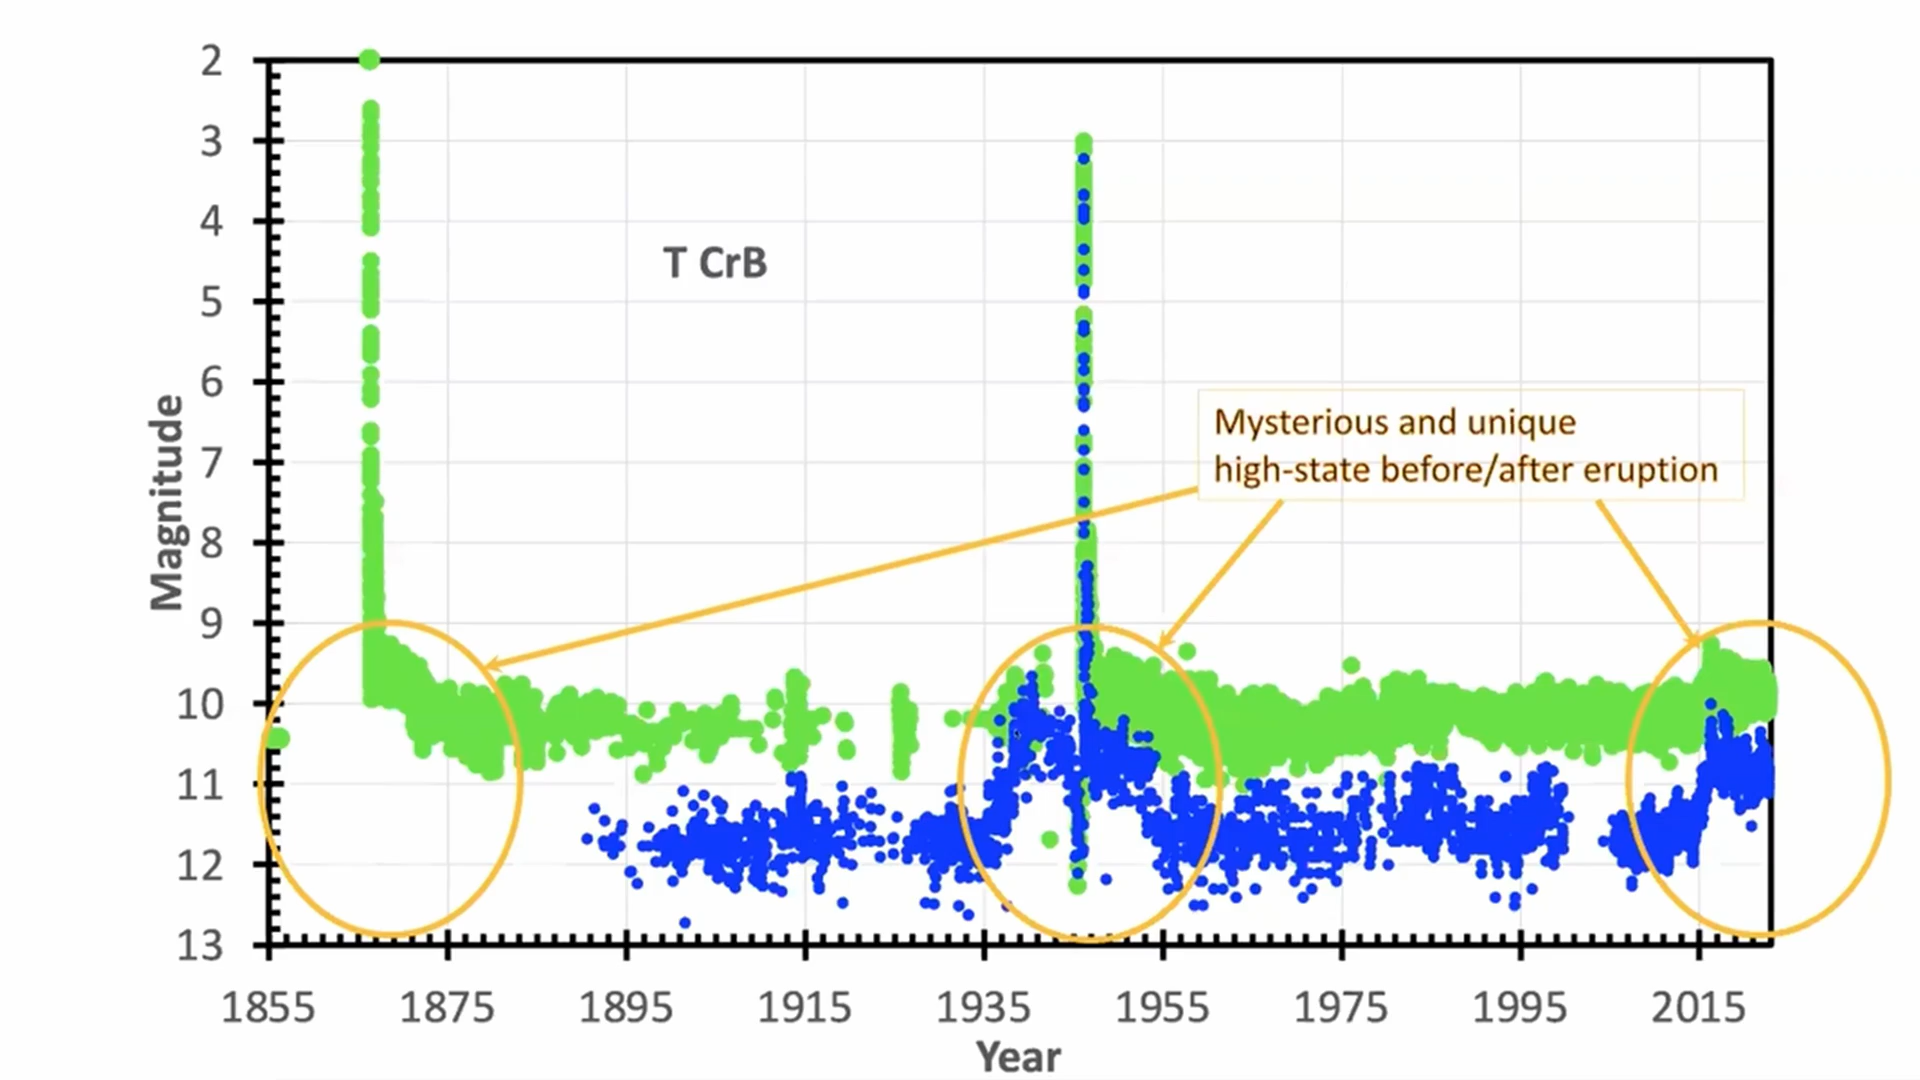 2
3
4
5
6
7
8
9
10
11
12
13
Magnitude
T CrB
Mysterious and unique
high-state before/after eruption
1855 1875 1895 1915 1935 1955 1975 1995 2015
Year